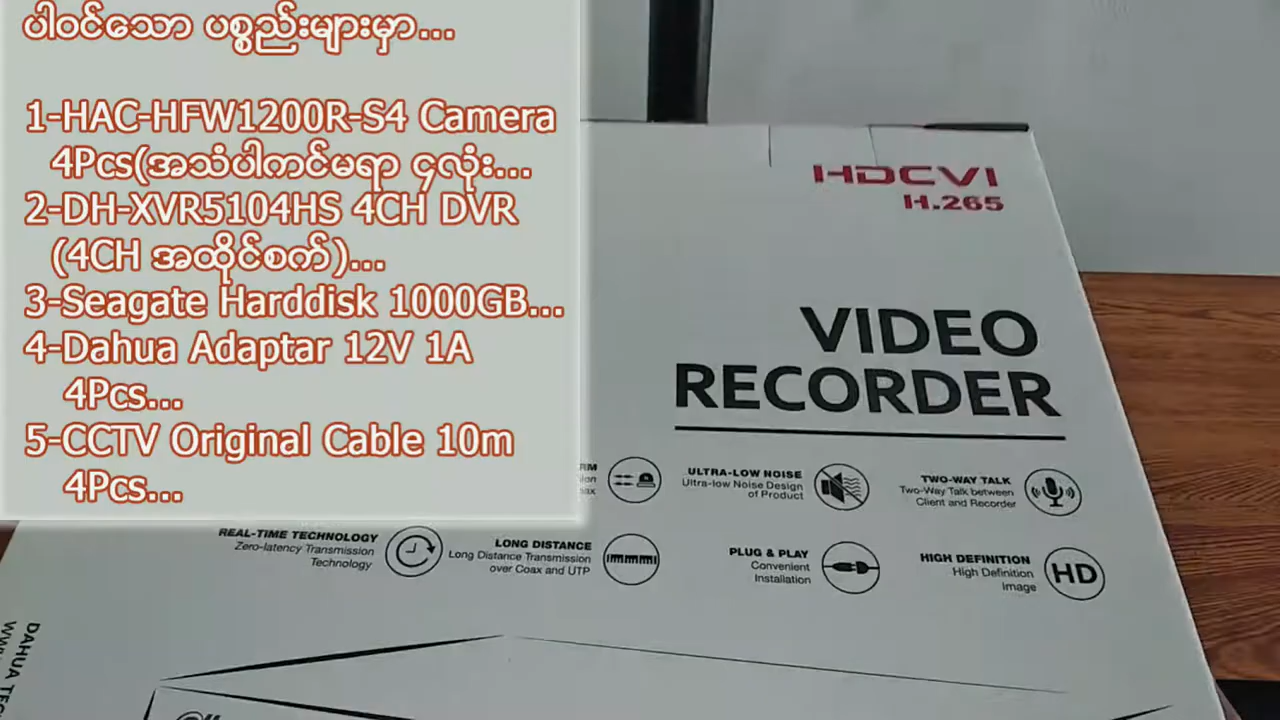 ပါဝင်သော ပစ္စည်းများမှာ...
1-HAC-HFW1200R-S4 Camera
4Pcs(အသံပါကင်မရာ ၄လုံး...
2-DH-XVR5104HS 4CH DVR
(4CH အထိုင်စက်)...
3-Seagate Harddisk 1000GB...
4-Dahua Adaptar 12V 1A
4Pcs...
5-CCTV Original Cable 10m
4Pcs...
HDCVI
H.265
VIDEO
RECORDER
ULTRA-LOW NOISE
Ultra-low Noise Design
of Product
TWO-WAY TALK
Two-Way Talk between
Client and Recorder
REAL-TIME TECHNOLOGY
Zero-latency Transmission
Technology
LONG DISTANCE
Long Distance Transmission
over Coax and UTP
PLUG & PLAY
Convenient
Installation
HIGH DEFINITION
High Definition
Image
HD
DAHUA